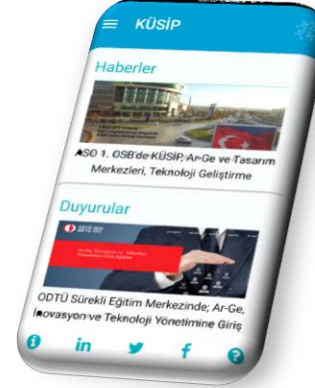 KÜSİP
Haberler
ASO 1. OSB'de KÜSİP, Ar-Ge ve Tasarım
Merkezleri, Teknoloji Geliştirme
Duyurular
ODTÜ Sürekli Eğitim Merkezinde; Ar-Ge,
İnovasyon ve Teknoloji Yönetimine Giriş
in
f